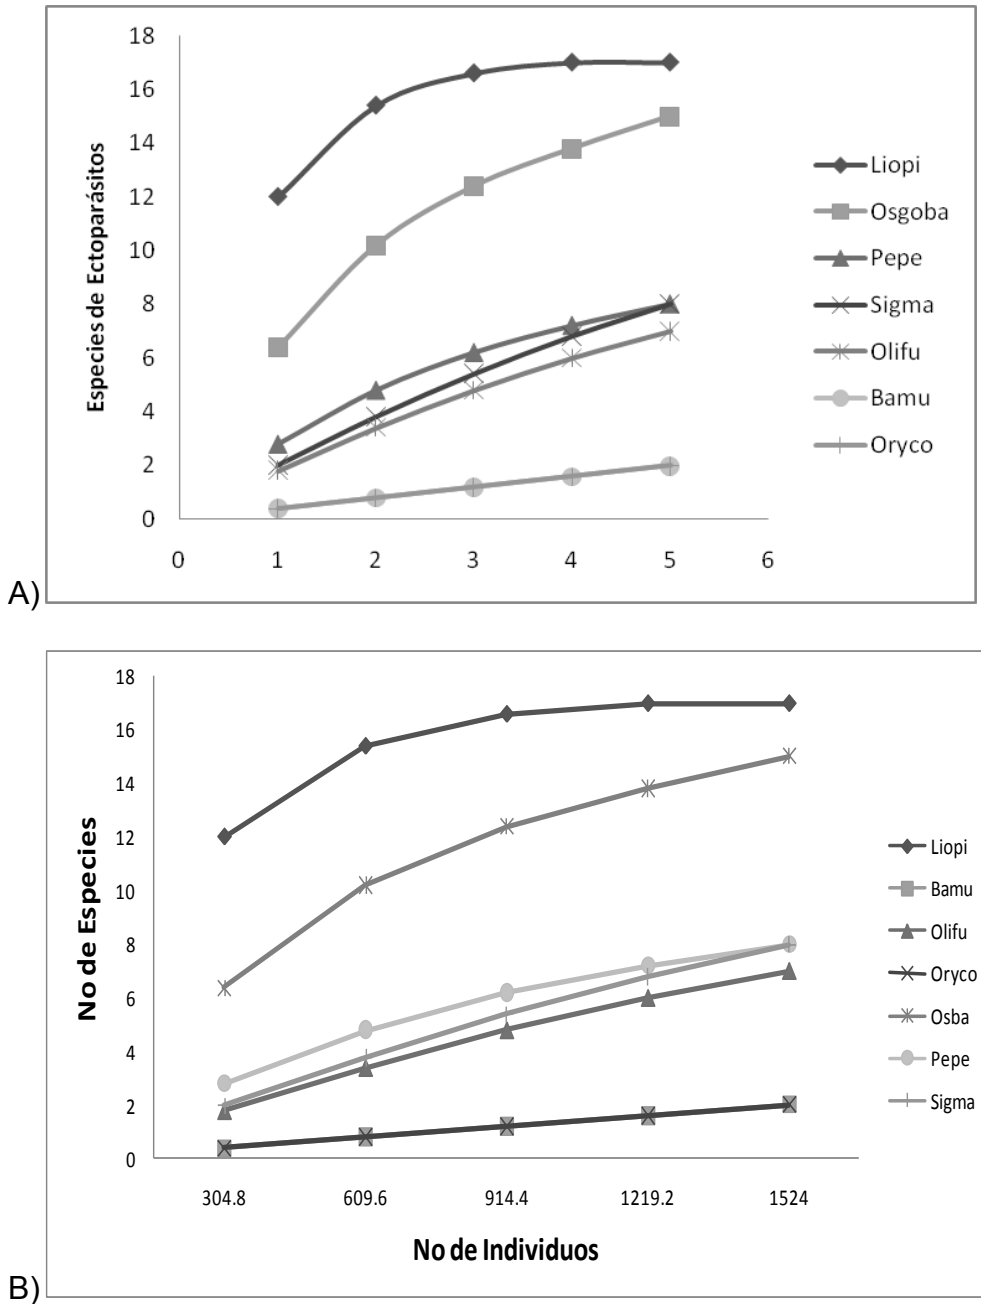 18
16
14
12
10
8
6
4
2
0
Especies de Ectoparásitos
0 1 2 3 4 5 6
Liopi
Osgoba
Pepe
Sigma
Olifu
Bamu
Oryco
A)
18
16
14
12
10
8
6
4
2
0
No de Especies
304.8 609.6 914.4 1219.2 1524
No de Individuos
Liopi
Bamu
Olifu
Oryco
Osba
Pepe
Sigma
B)